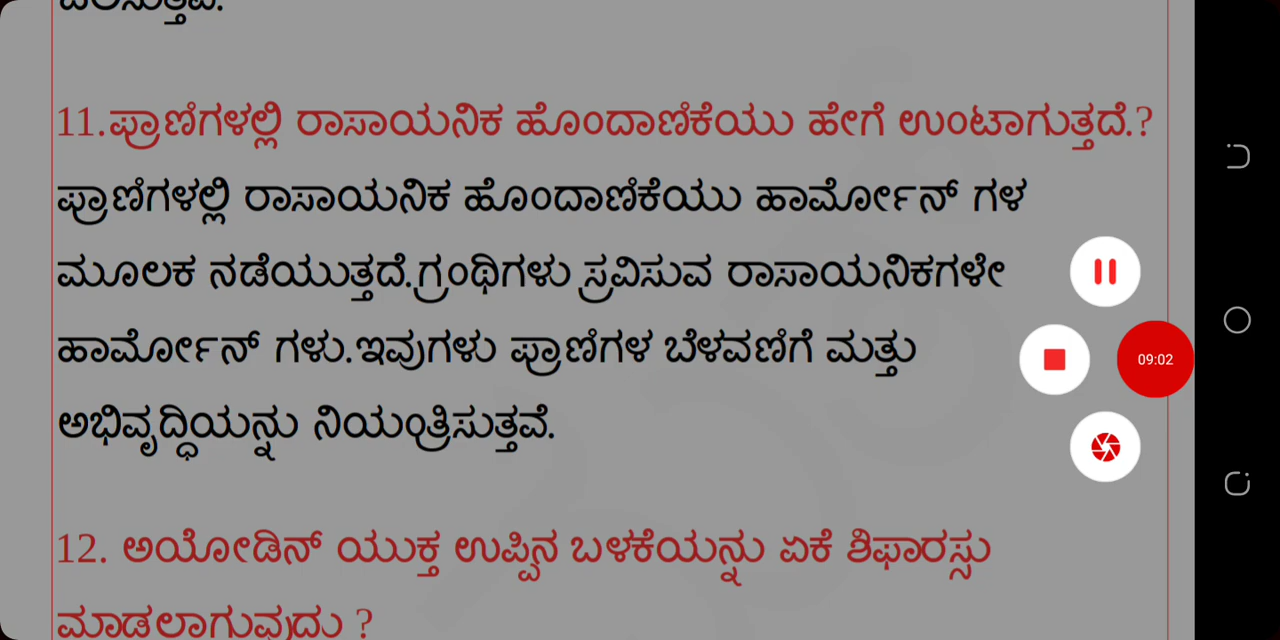 11.ಪ್ರಾಣಿಗಳಲ್ಲಿ ರಾಸಾಯನಿಕ ಹೊಂದಾಣಿಕೆಯು ಹೇಗೆ ಉಂಟಾಗುತ್ತದೆ.?
ಪ್ರಾಣಿಗಳಲ್ಲಿ ರಾಸಾಯನಿಕ ಹೊಂದಾಣಿಕೆಯು ಹಾರ್ಮೋನ್ ಗಳ
ಮೂಲಕ ನಡೆಯುತ್ತದೆ.ಗ್ರಂಥಿಗಳು ಸ್ರವಿಸುವ ರಾಸಾಯನಿಕಗಳೇ
ಹಾರ್ಮೋನ್ ಗಳು.ಇವುಗಳು ಪ್ರಾಣಿಗಳ ಬೆಳವಣಿಗೆ ಮತ್ತು
09:02
ಅಭಿವೃದ್ಧಿಯನ್ನು ನಿಯಂತ್ರಿಸುತ್ತವೆ.
12. ಅಯೋಡಿನ್ ಯುಕ್ತ ಉಪ್ಪಿನ ಬಳಕೆಯನ್ನು ಏಕೆ ಶಿಫಾರಸ್ಸು
ಮಾಡಲಾಗುವುದು ?